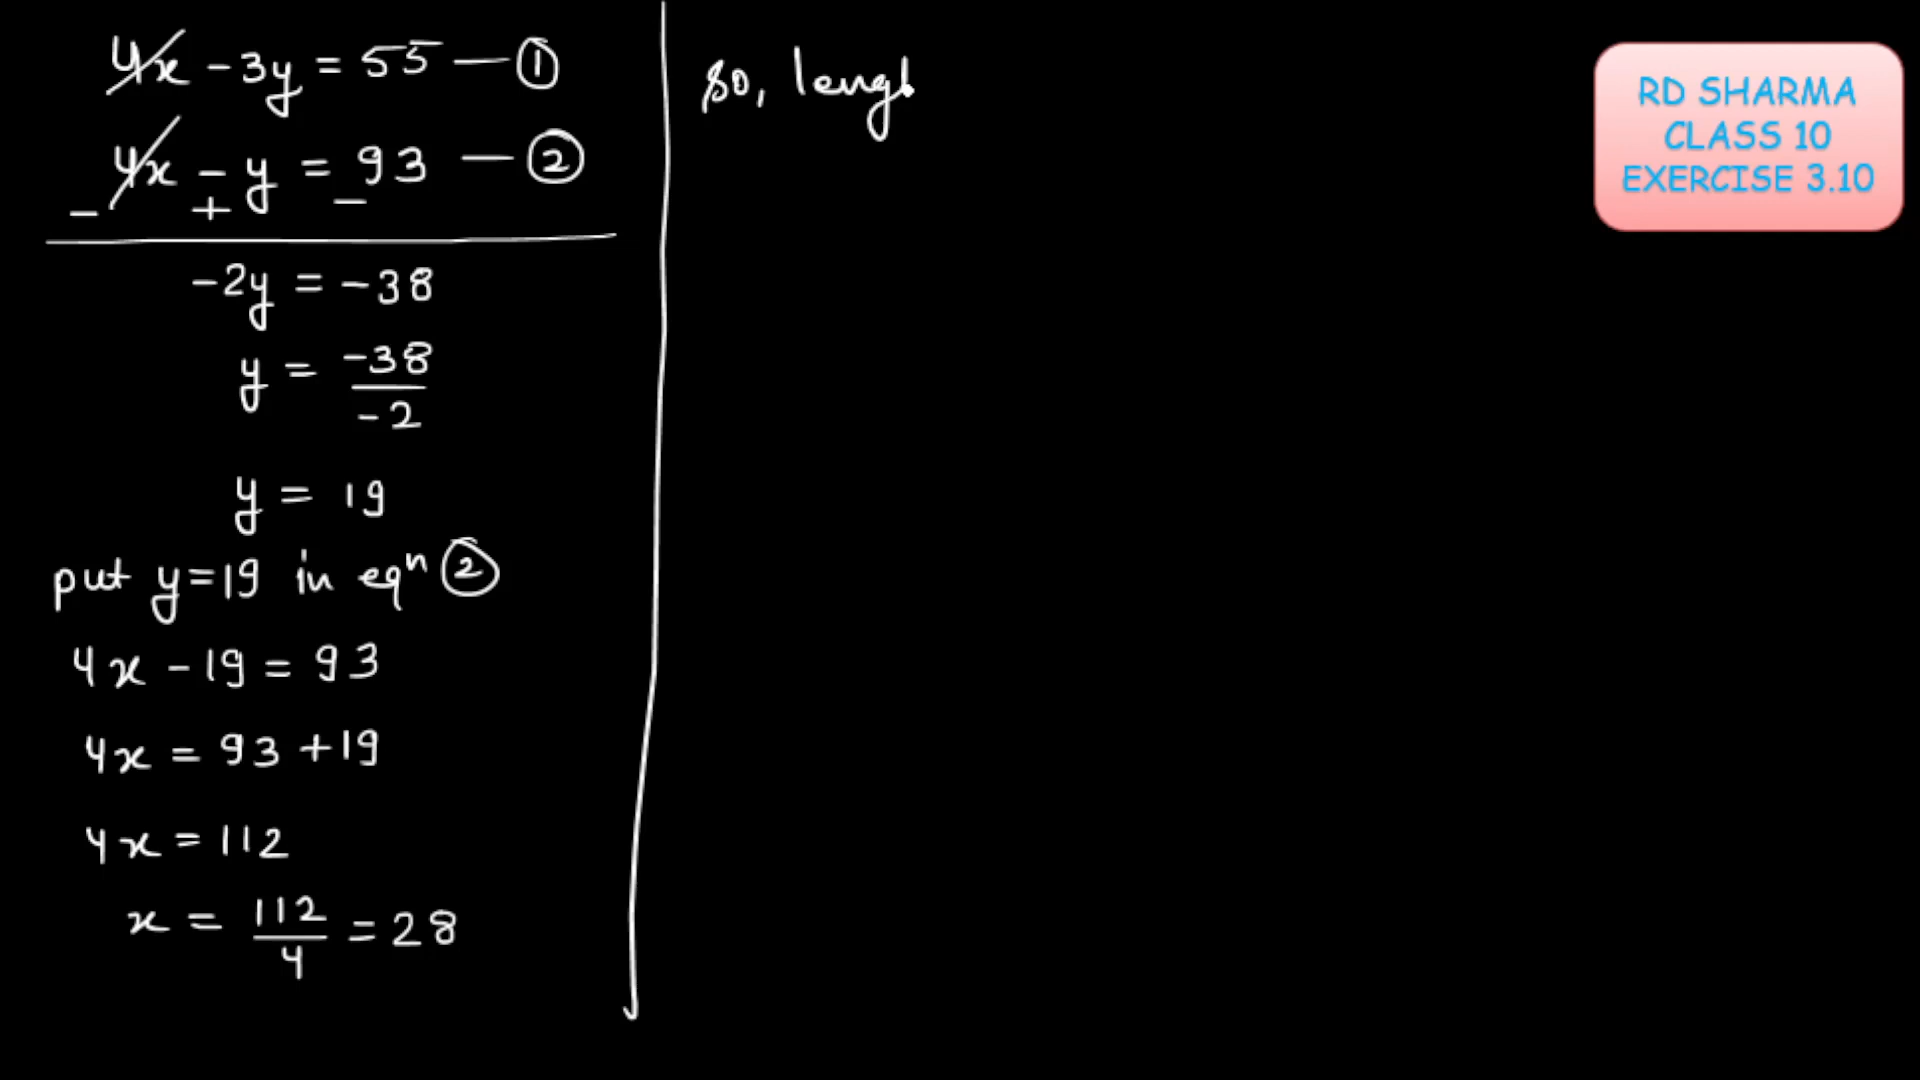 4x - 3y = 55 — ①
4x - y = 93 — ②
- + -
-2y = -38
y = -38/-2
y = 19
put y=19 in eqⁿ ②
4x - 19 = 93
4x = 93 + 19
4x = 112
x = 112/4 = 28
so, lengt
RD SHARMA
CLASS 10
EXERCISE 3.10